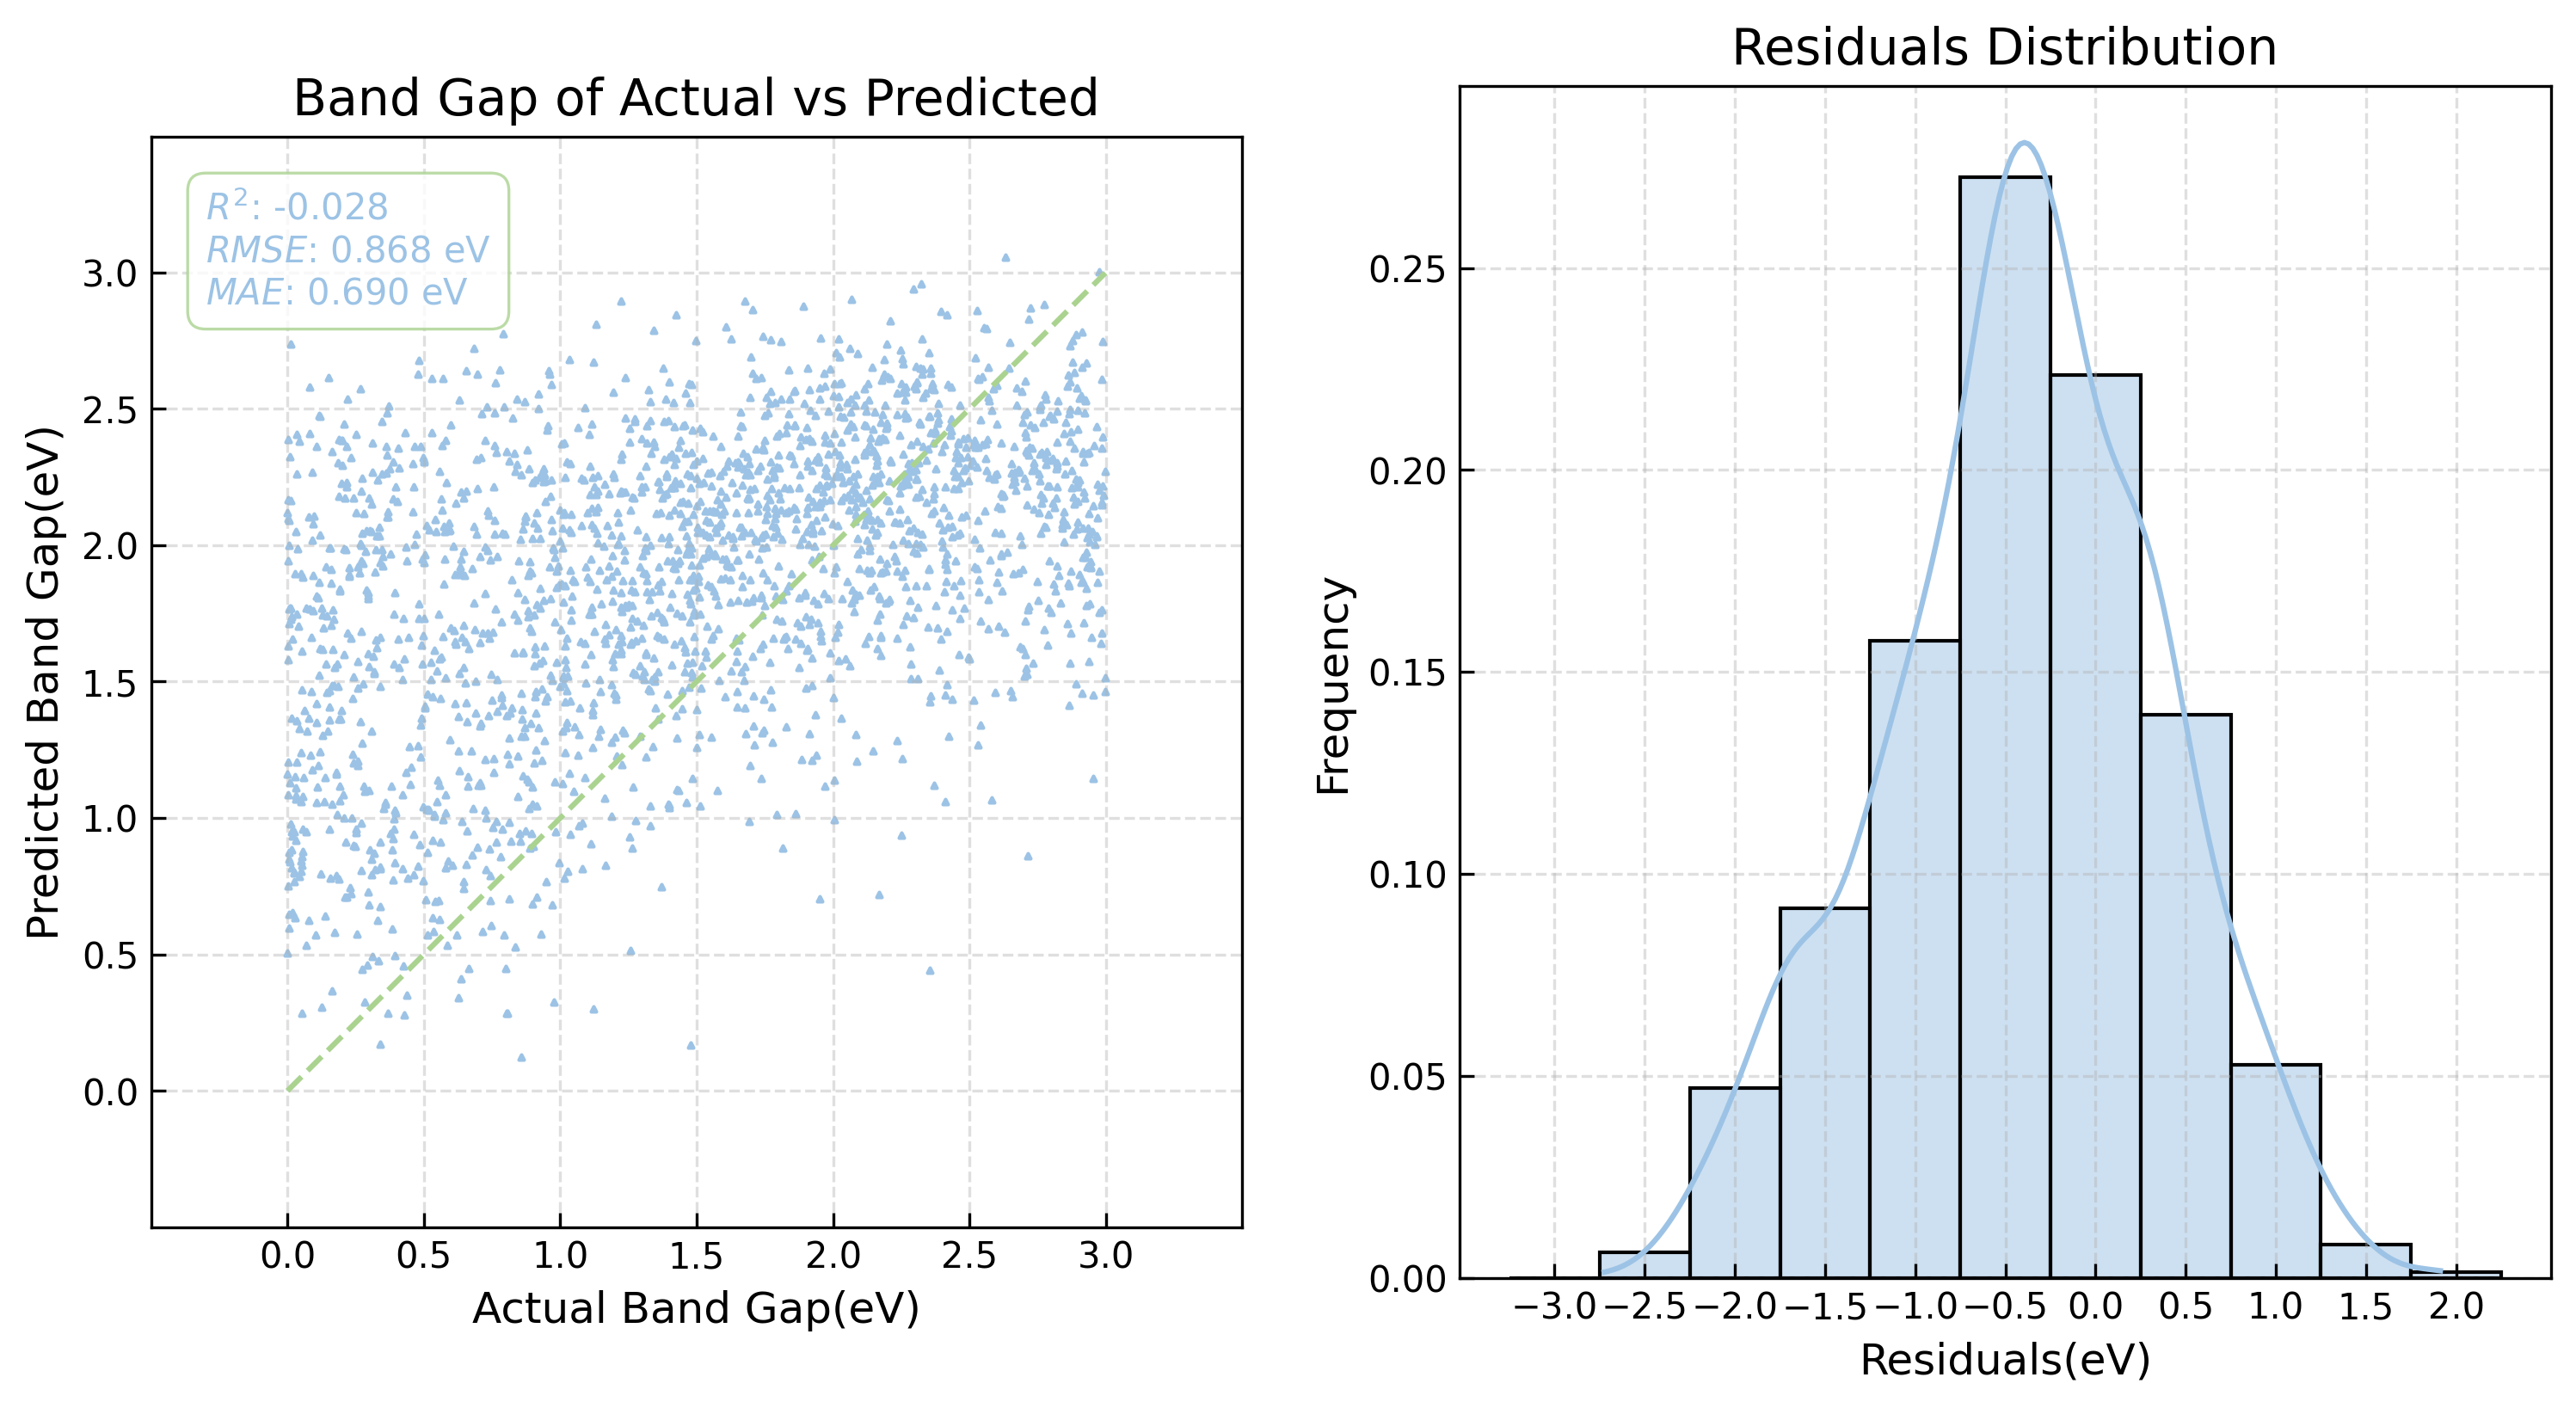 Band Gap of Actual vs Predicted
R²: -0.028
RMSE: 0.868 eV
MAE: 0.690 eV
3.0
2.5
2.0
1.5
1.0
0.5
0.0
Predicted Band Gap(eV)
0.0 0.5 1.0 1.5 2.0 2.5 3.0
Actual Band Gap(eV)
Residuals Distribution
0.25
0.20
0.15
0.10
0.05
0.00
Frequency
−3.0 −2.5 −2.0 −1.5 −1.0 −0.5 0.0 0.5 1.0 1.5 2.0
Residuals(eV)